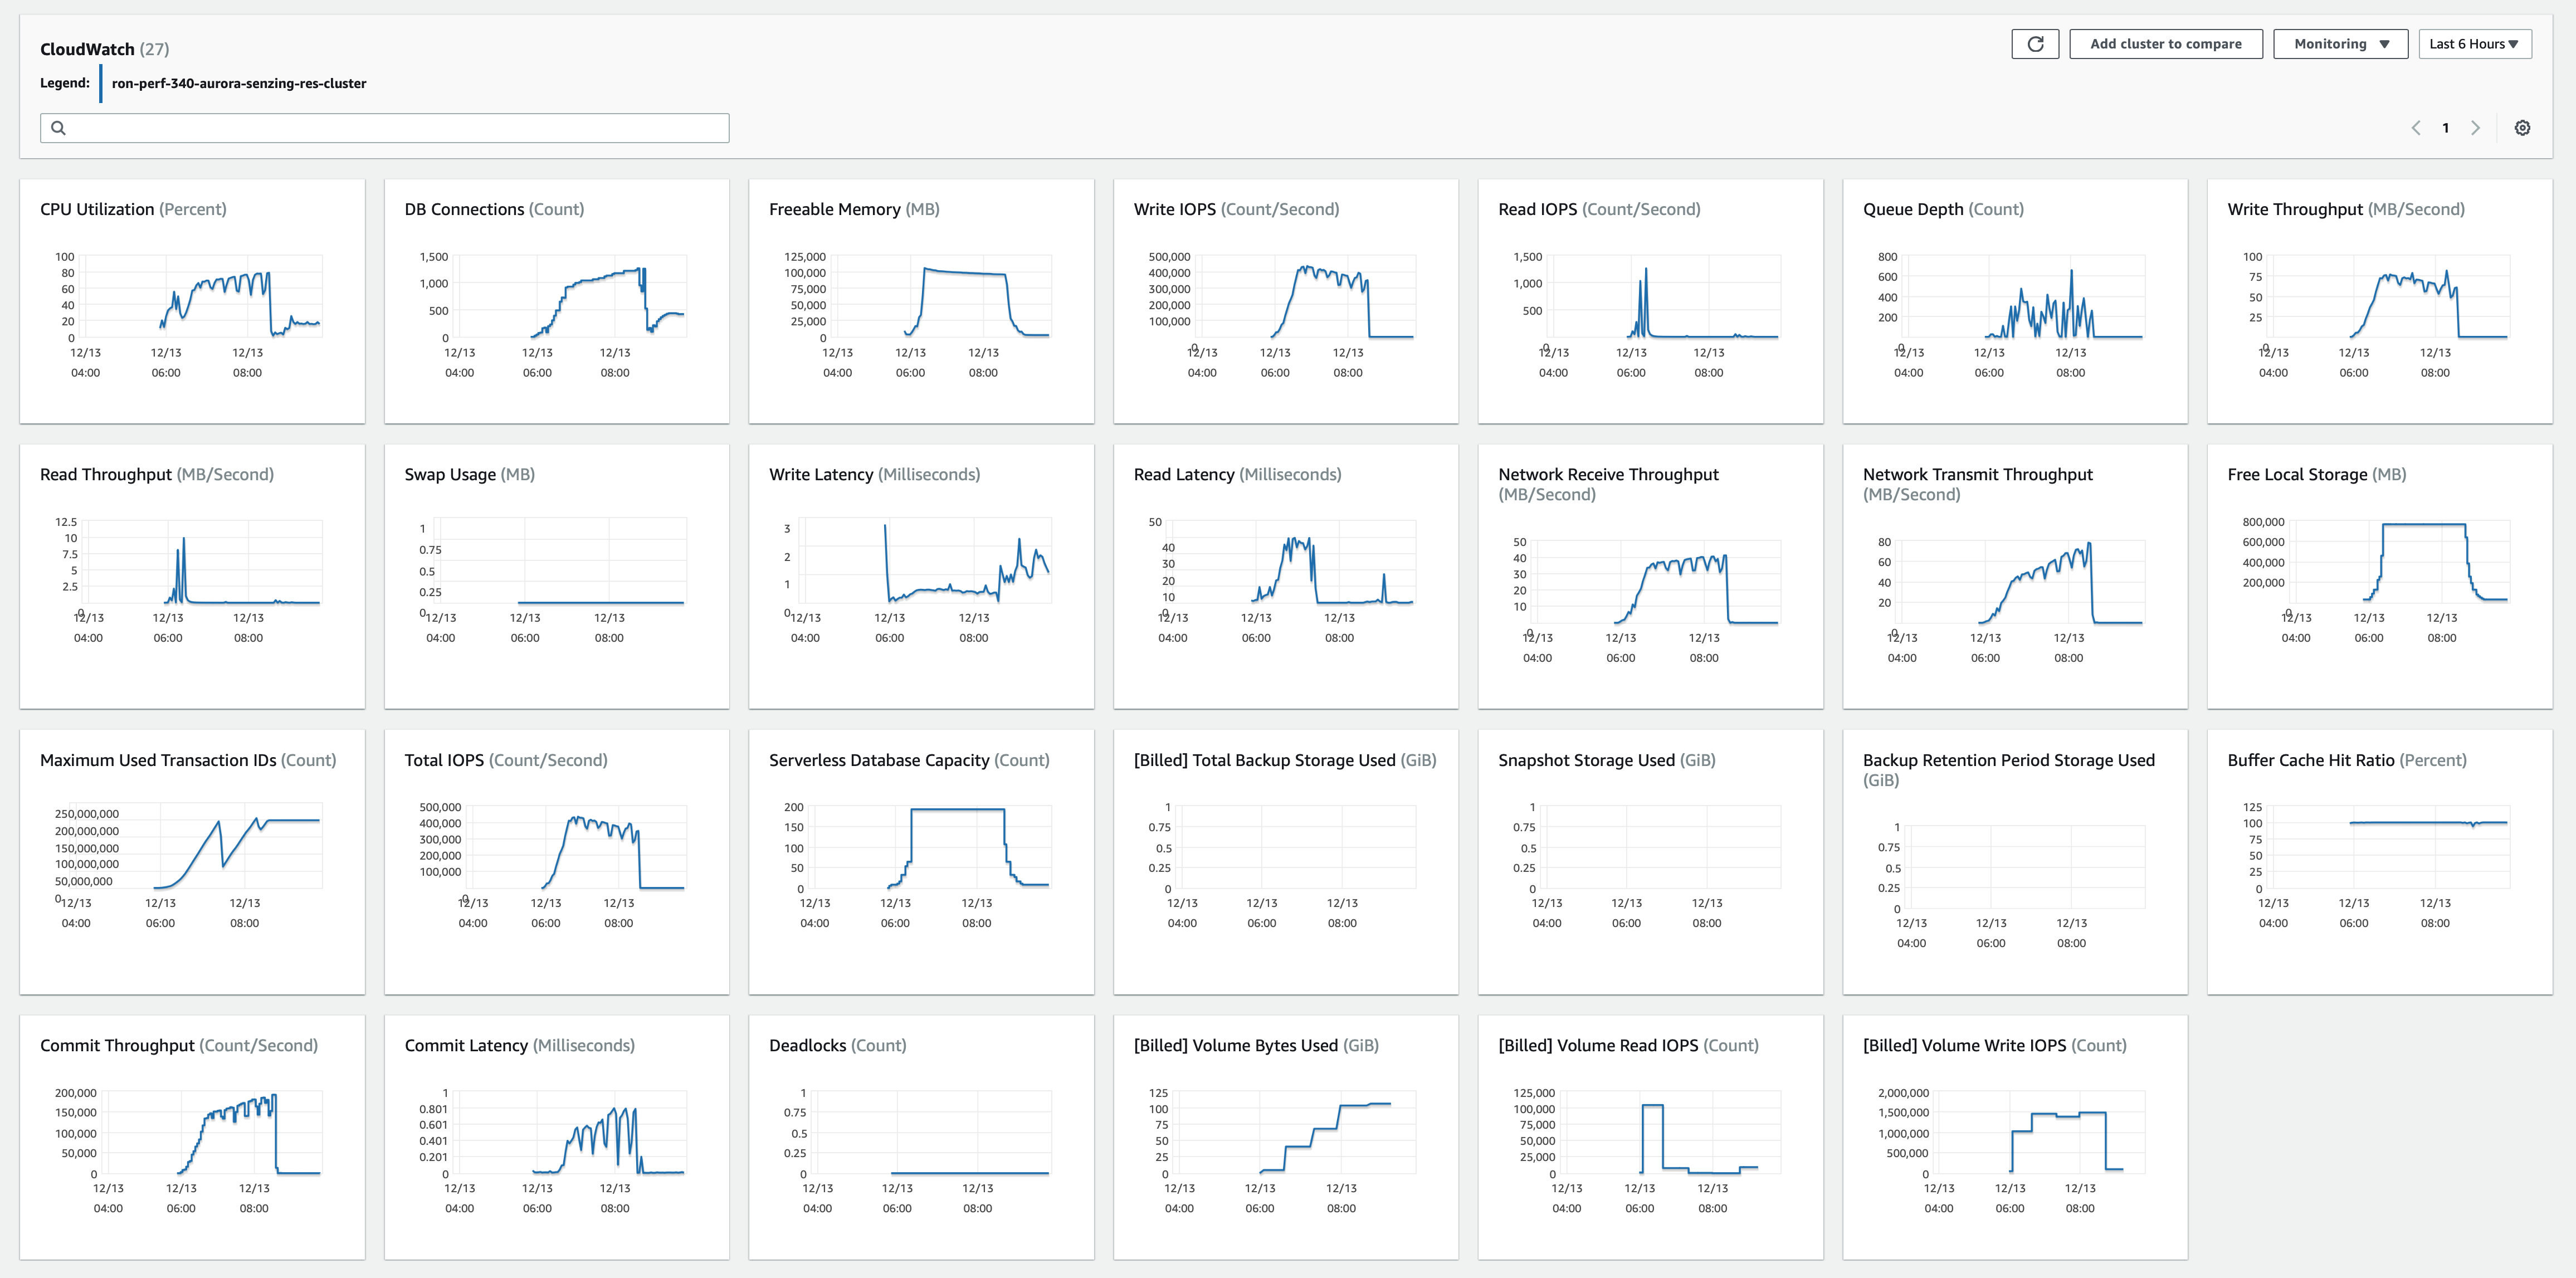 CloudWatch (27)
Add cluster to compare
Monitoring
Last 6 Hours
Legend:
ron-perf-340-aurora-senzing-res-cluster
1
CPU Utilization (Percent)
100
80
60
40
20
0
12/13 12/13 12/13
04:00 06:00 08:00
DB Connections (Count)
1,500
1,000
500
0
12/13 12/13 12/13
04:00 06:00 08:00
Freeable Memory (MB)
125,000
100,000
75,000
50,000
25,000
0
12/13 12/13 12/13
04:00 06:00 08:00
Write IOPS (Count/Second)
500,000
400,000
300,000
200,000
100,000
0
12/13 12/13 12/13
04:00 06:00 08:00
Read IOPS (Count/Second)
1,500
1,000
500
0
12/13 12/13 12/13
04:00 06:00 08:00
Queue Depth (Count)
800
600
400
200
0
12/13 12/13 12/13
04:00 06:00 08:00
Write Throughput (MB/Second)
100
75
50
25
0
12/13 12/13 12/13
04:00 06:00 08:00
Read Throughput (MB/Second)
12.5
10
7.5
5
2.5
0
12/13 12/13 12/13
04:00 06:00 08:00
Swap Usage (MB)
1
0.75
0.5
0.25
0
12/13 12/13 12/13
04:00 06:00 08:00
Write Latency (Milliseconds)
3
2
1
0
12/13 12/13 12/13
04:00 06:00 08:00
Read Latency (Milliseconds)
50
40
30
20
10
0
12/13 12/13 12/13
04:00 06:00 08:00
Network Receive Throughput
(MB/Second)
50
40
30
20
10
0
12/13 12/13 12/13
04:00 06:00 08:00
Network Transmit Throughput
(MB/Second)
80
60
40
20
0
12/13 12/13 12/13
04:00 06:00 08:00
Free Local Storage (MB)
800,000
600,000
400,000
200,000
0
12/13 12/13 12/13
04:00 06:00 08:00
Maximum Used Transaction IDs (Count)
250,000,000
200,000,000
150,000,000
100,000,000
50,000,000
0
12/13 12/13 12/13
04:00 06:00 08:00
Total IOPS (Count/Second)
500,000
400,000
300,000
200,000
100,000
0
12/13 12/13 12/13
04:00 06:00 08:00
Serverless Database Capacity (Count)
200
150
100
50
0
12/13 12/13 12/13
04:00 06:00 08:00
[Billed] Total Backup Storage Used (GiB)
1
0.75
0.5
0.25
0
12/13 12/13 12/13
04:00 06:00 08:00
Snapshot Storage Used (GiB)
1
0.75
0.5
0.25
0
12/13 12/13 12/13
04:00 06:00 08:00
Backup Retention Period Storage Used
(GiB)
1
0.75
0.5
0.25
0
12/13 12/13 12/13
04:00 06:00 08:00
Buffer Cache Hit Ratio (Percent)
125
100
75
50
25
0
12/13 12/13 12/13
04:00 06:00 08:00
Commit Throughput (Count/Second)
200,000
150,000
100,000
50,000
0
12/13 12/13 12/13
04:00 06:00 08:00
Commit Latency (Milliseconds)
1
0.801
0.601
0.401
0.201
0
12/13 12/13 12/13
04:00 06:00 08:00
Deadlocks (Count)
1
0.75
0.5
0.25
0
12/13 12/13 12/13
04:00 06:00 08:00
[Billed] Volume Bytes Used (GiB)
125
100
75
50
25
0
12/13 12/13 12/13
04:00 06:00 08:00
[Billed] Volume Read IOPS (Count)
125,000
100,000
75,000
50,000
25,000
0
12/13 12/13 12/13
04:00 06:00 08:00
[Billed] Volume Write IOPS (Count)
2,000,000
1,500,000
1,000,000
500,000
0
12/13 12/13 12/13
04:00 06:00 08:00